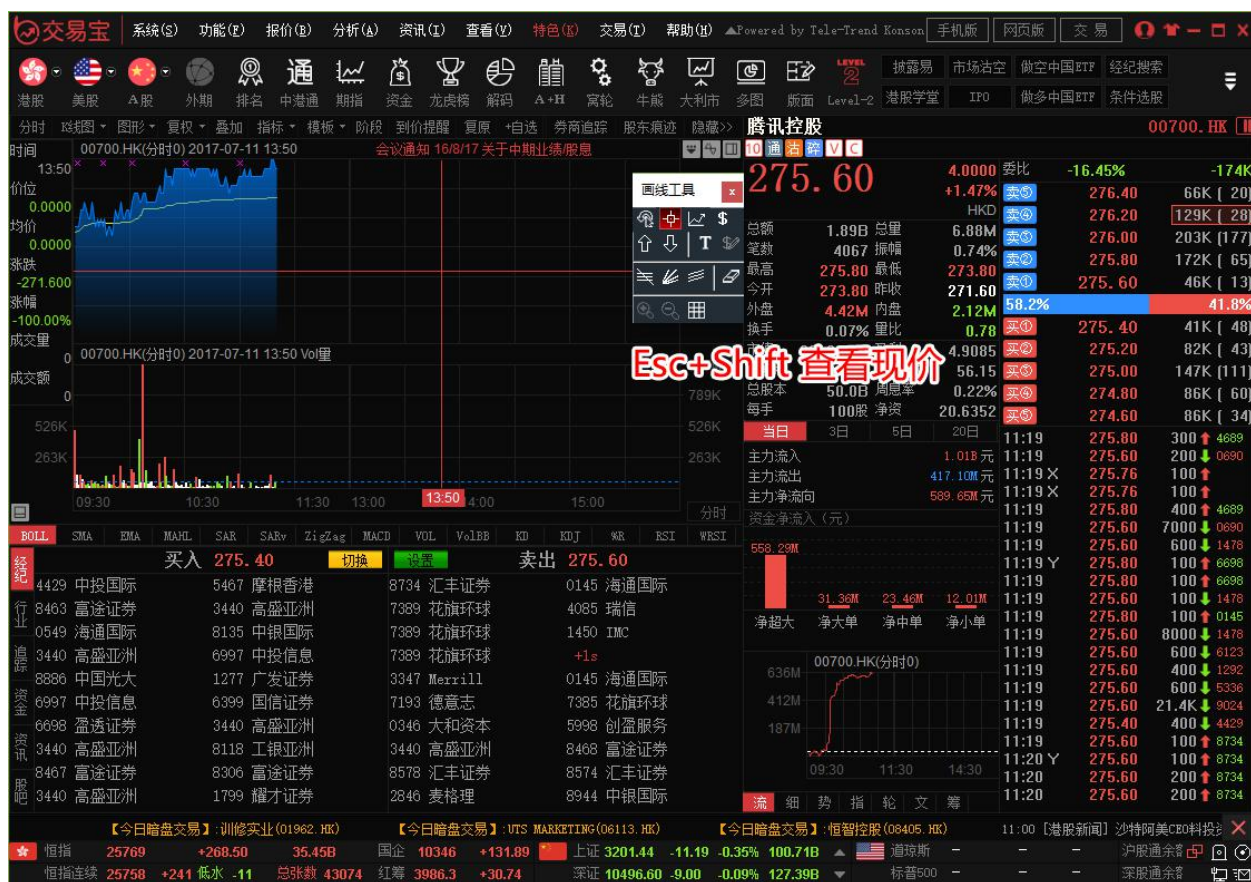 交易宝 系统(S) 功能(F) 报价(B) 分析(A) 资讯(I) 查看(V) 特色(K) 交易(T) 帮助(H) ▲Powered by Tele-Trend Konson 手机版 网页版 交易
LEVEL 2 披露易 市场沽空 做空中国ETF 经纪搜索
港股 美股 A股 外期 排名 中港通 期指 资金 龙虎榜 解码 A+H 窝轮 牛熊 大利市 多图 版面 Level-2 港股学堂 IPO 做多中国ETF 条件选股
分时 K线图 图形 复权 叠加 指标 模板 阶段 到价提醒 复原 +自选 券商追踪 股东痕迹 隐藏>>
时间 00700.HK(分时0) 2017-07-11 13:50 会议通知 16/8/17 关于中期业绩/股息
13:50
价位
0.0000
均价
0.0000
涨跌
-271.600
涨幅
-100.00%
成交量
0 00700.HK(分时0) 2017-07-11 13:50 Vol量
成交额
0 789K
526K 526K
263K 263K
09:30 10:30 11:30 13:00 13:50 14:00 15:00
分时
画线工具 x
T $
Esc+Shift 查看现价
腾讯控股 00700.HK
10 通 沽 碎 V C
275.60 4.0000
+1.47%
HKD
总额 1.89B 总量 6.88M
笔数 4067 振幅 0.74%
最高 275.80 最低 273.80
今开 273.80 昨收 271.60
外盘 4.42M 内盘 2.12M
换手 0.07% 量比 0.78
4.9085
56.15
总股本 50.0B 周息率 0.22%
每手 100股 净资 20.6352
当日 3日 5日 20日
主力流入 1.01B元
主力流出 417.10M元
主力净流向 589.65M元
资金净流入(元)
558.29M
31.36M 23.46M 12.01M
净超大 净大单 净中单 净小单
00700.HK(分时0)
636M
412M
187M
09:30 11:30 14:30
流 细 势 指 轮 文 筹
委比 -16.45% -174K
卖⑤ 276.40 66K [ 20]
卖④ 276.20 129K [ 28]
卖③ 276.00 203K [177]
卖② 275.80 172K [ 65]
卖① 275.60 46K [ 13]
58.2% 41.8%
买① 275.40 41K [ 48]
买② 275.20 82K [ 43]
买③ 275.00 147K [111]
买④ 274.80 86K [ 60]
买⑤ 274.60 86K [ 34]
11:19 275.80 300 4689
11:19 275.60 200 0690
11:19 X 275.76 100
11:19 X 275.76 100
11:19 275.80 400 4689
11:19 275.60 7000 0690
11:19 275.60 600 1478
11:19 Y 275.80 100 6698
11:19 275.80 100 6698
11:19 275.60 100 1478
11:19 275.80 100 0145
11:19 275.60 8000 1478
11:19 275.60 600 6123
11:19 275.60 400 1292
11:19 275.60 600 5336
11:19 275.60 21.4K 9024
11:19 275.40 400 4429
11:19 275.60 100 8734
11:20 Y 275.60 100 8734
11:20 275.60 200 8734
11:20 275.60 200 8734
BOLL SMA EMA MAHL SAR SARv ZigZag MACD VOL VolBB KD KDJ %R RSI WRSI
经纪 买入 275.40 切换 设置 卖出 275.60
4429 中投国际 5467 摩根香港 8734 汇丰证券 0145 海通国际
行业 8463 富途证券 3440 高盛亚洲 7389 花旗环球 4085 瑞信
0549 海通国际 8135 中银国际 7389 花旗环球 1450 IMC
追踪 3440 高盛亚洲 6997 中投信息 7389 花旗环球 +1s
8886 中国光大 1277 广发证券 3347 Merrill 0145 海通国际
资金 6997 中投信息 6399 国信证券 7193 德意志 7385 花旗环球
6698 盈透证券 3440 高盛亚洲 0346 大和资本 5998 创盈服务
资讯 3440 高盛亚洲 8118 工银亚洲 3440 高盛亚洲 8468 富途证券
8467 富途证券 8306 富途证券 8578 汇丰证券 8574 汇丰证券
股吧 3440 高盛亚洲 1799 耀才证券 2846 麦格理 8944 中银国际
【今日暗盘交易】:训修实业(01962.HK) 【今日暗盘交易】:UTS MARKETING(06113.HK) 【今日暗盘交易】:恒智控股(08405.HK) 11:00 [港股新闻] 沙特阿美CEO料投
恒指 25769 +268.50 35.45B 国企 10346 +131.89 上证 3201.44 -11.19 -0.35% 100.71B 道琼斯 - - - 沪股通余
恒指连续 25758 +241 低水 -11 总张数 43074 红筹 3986.3 +30.74 深证 10496.60 -9.00 -0.09% 127.39B 标普500 - - - 深股通余